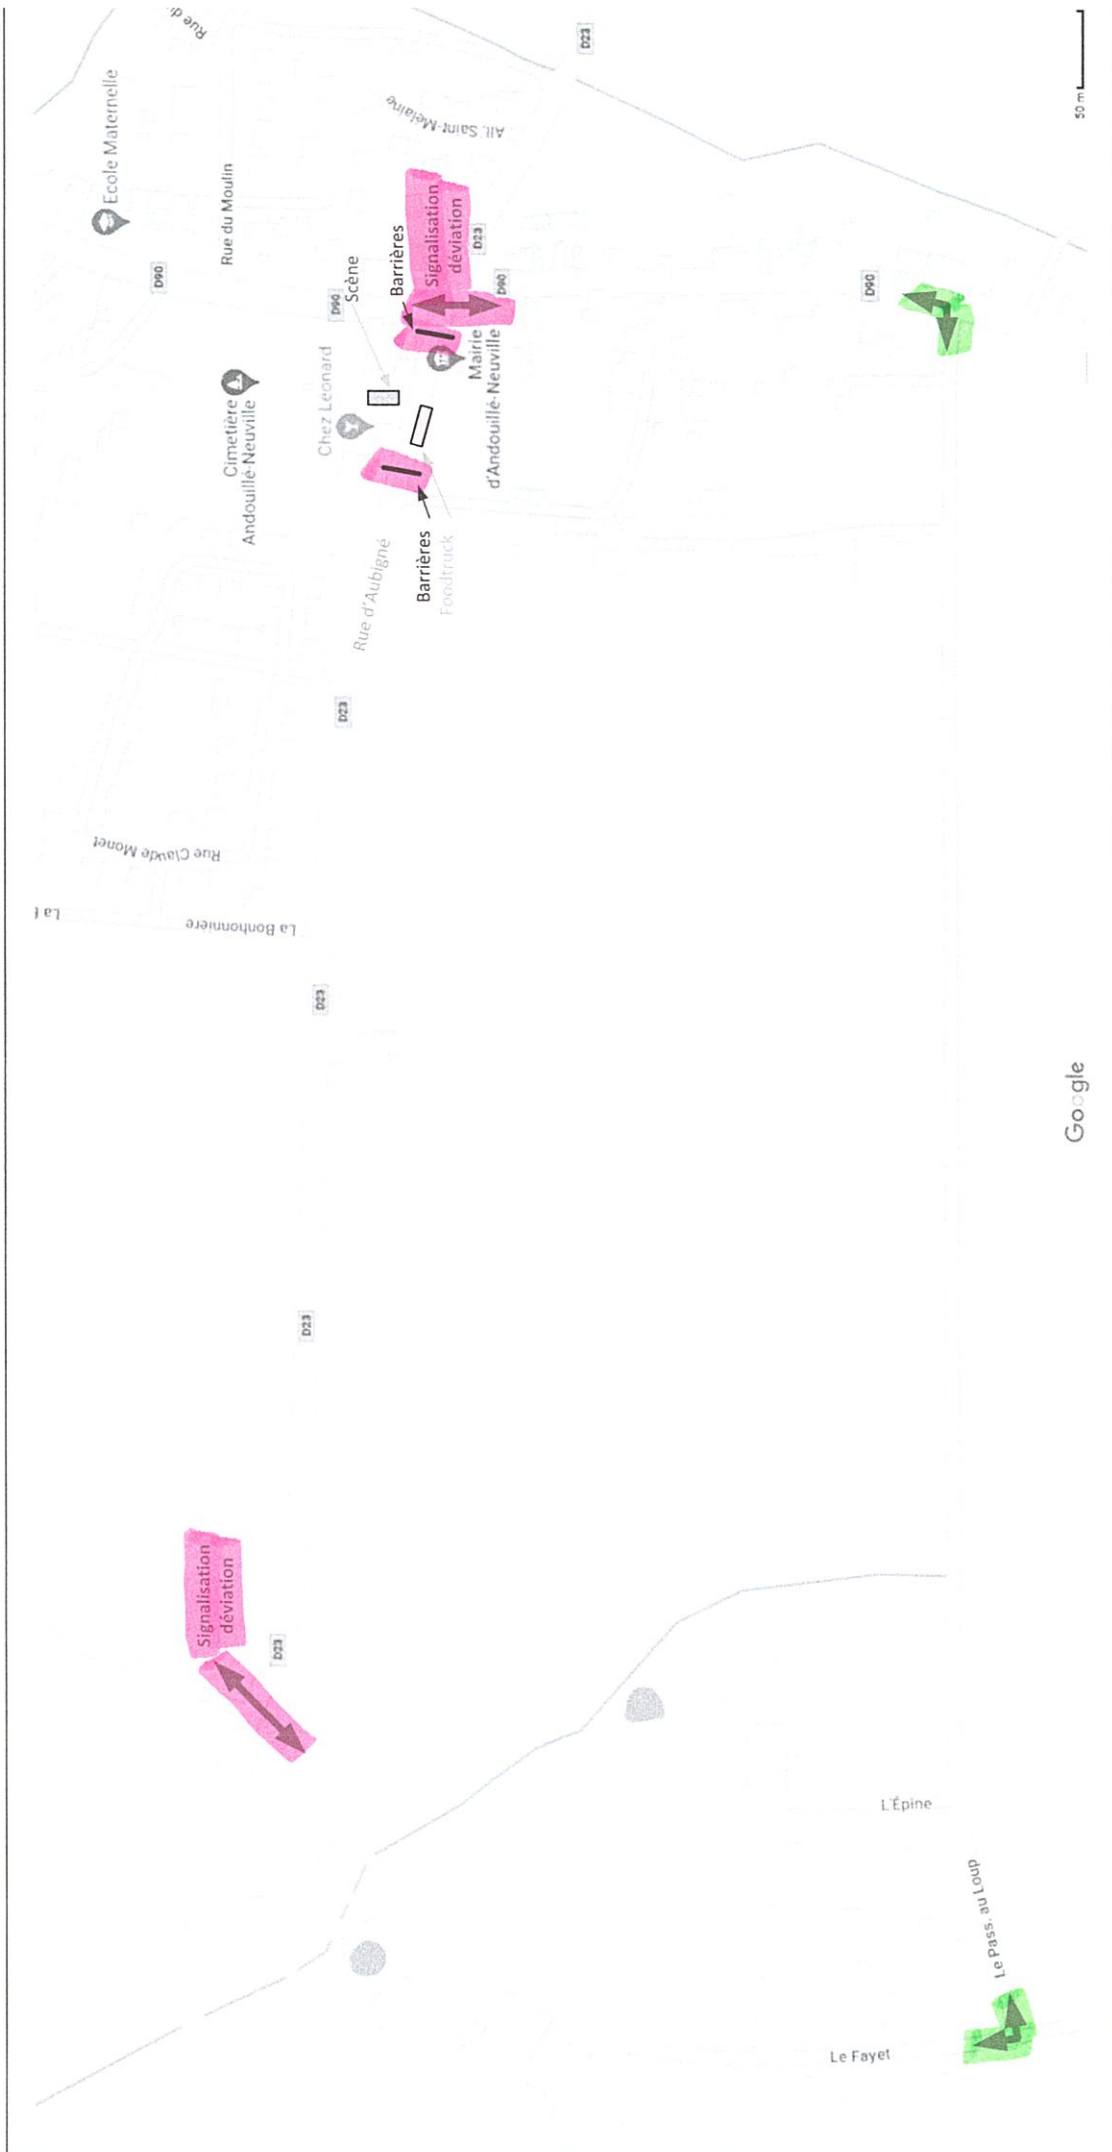 Rue d
Ecole Maternelle
D23
All. Saint-Melaine
50 m
Rue du Moulin
D90
Signalisation
déviation
D23
D90
Barrières
Scène
D90
D90
Mairie
d'Andouillé-Neuville
Chez Leonard
Cimetière
Andouillé-Neuville
Barrières
Foodtruck
Rue d'Aubigné
D23
Rue Claude Monet
La
La Bonhonnière
D23
Google
D23
Signalisation
déviation
D23
L'Épine
Le Pass. au Loup
Le Fayet